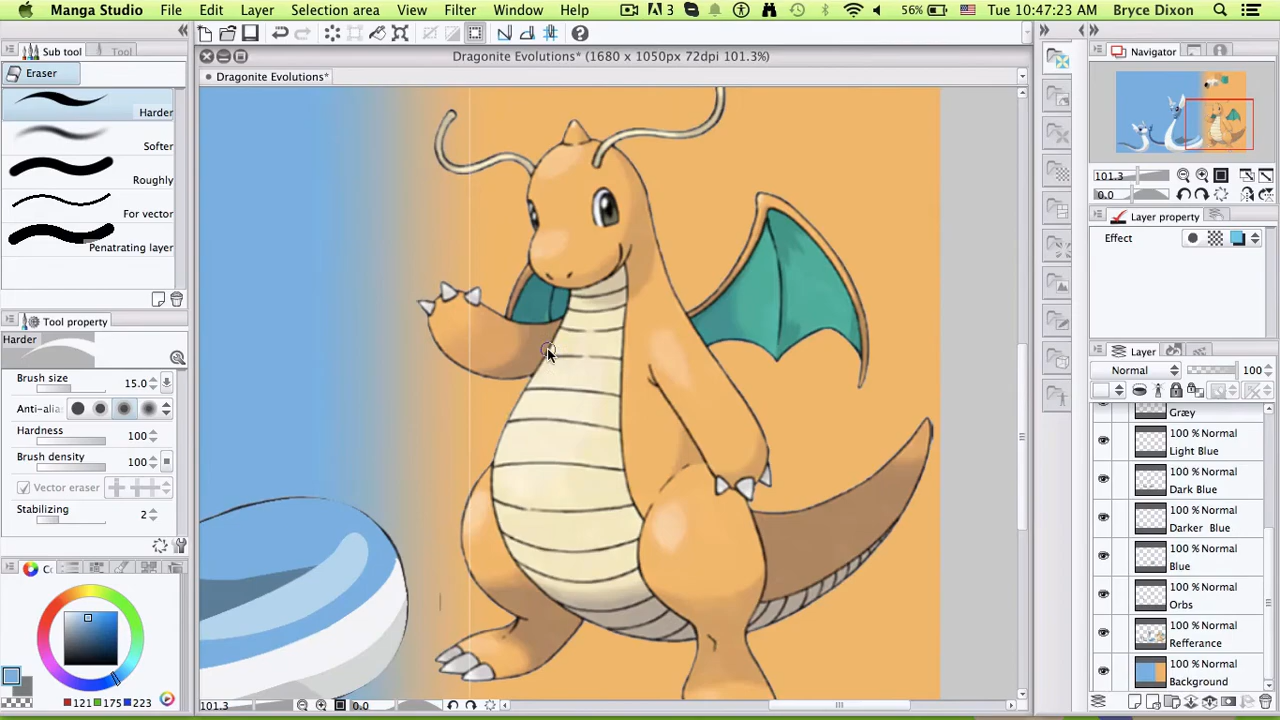 Manga Studio File Edit Layer Selection area View Filter Window Help 3 56% Tue 10:47:23 AM Bryce Dixon
Sub tool Tool
Eraser
Harder
Softer
Roughly
For vector
Penatrating layer
Tool property
Harder
Brush size 15.0
Anti-alia
Hardness 100
Brush density 100
Vector eraser
Stabilizing 2
121 175 223
Dragonite Evolutions* (1680 x 1050px 72dpi 101.3%)
Dragonite Evolutions*
101.3 0.0
Navigator
101.3
0.0
Layer property
Effect
Layer
Normal 100
Græy
100 % Normal
Light Blue
100 % Normal
Dark Blue
100 % Normal
Darker Blue
100 % Normal
Blue
100 % Normal
Orbs
100 % Normal
Refferance
100 % Normal
Background